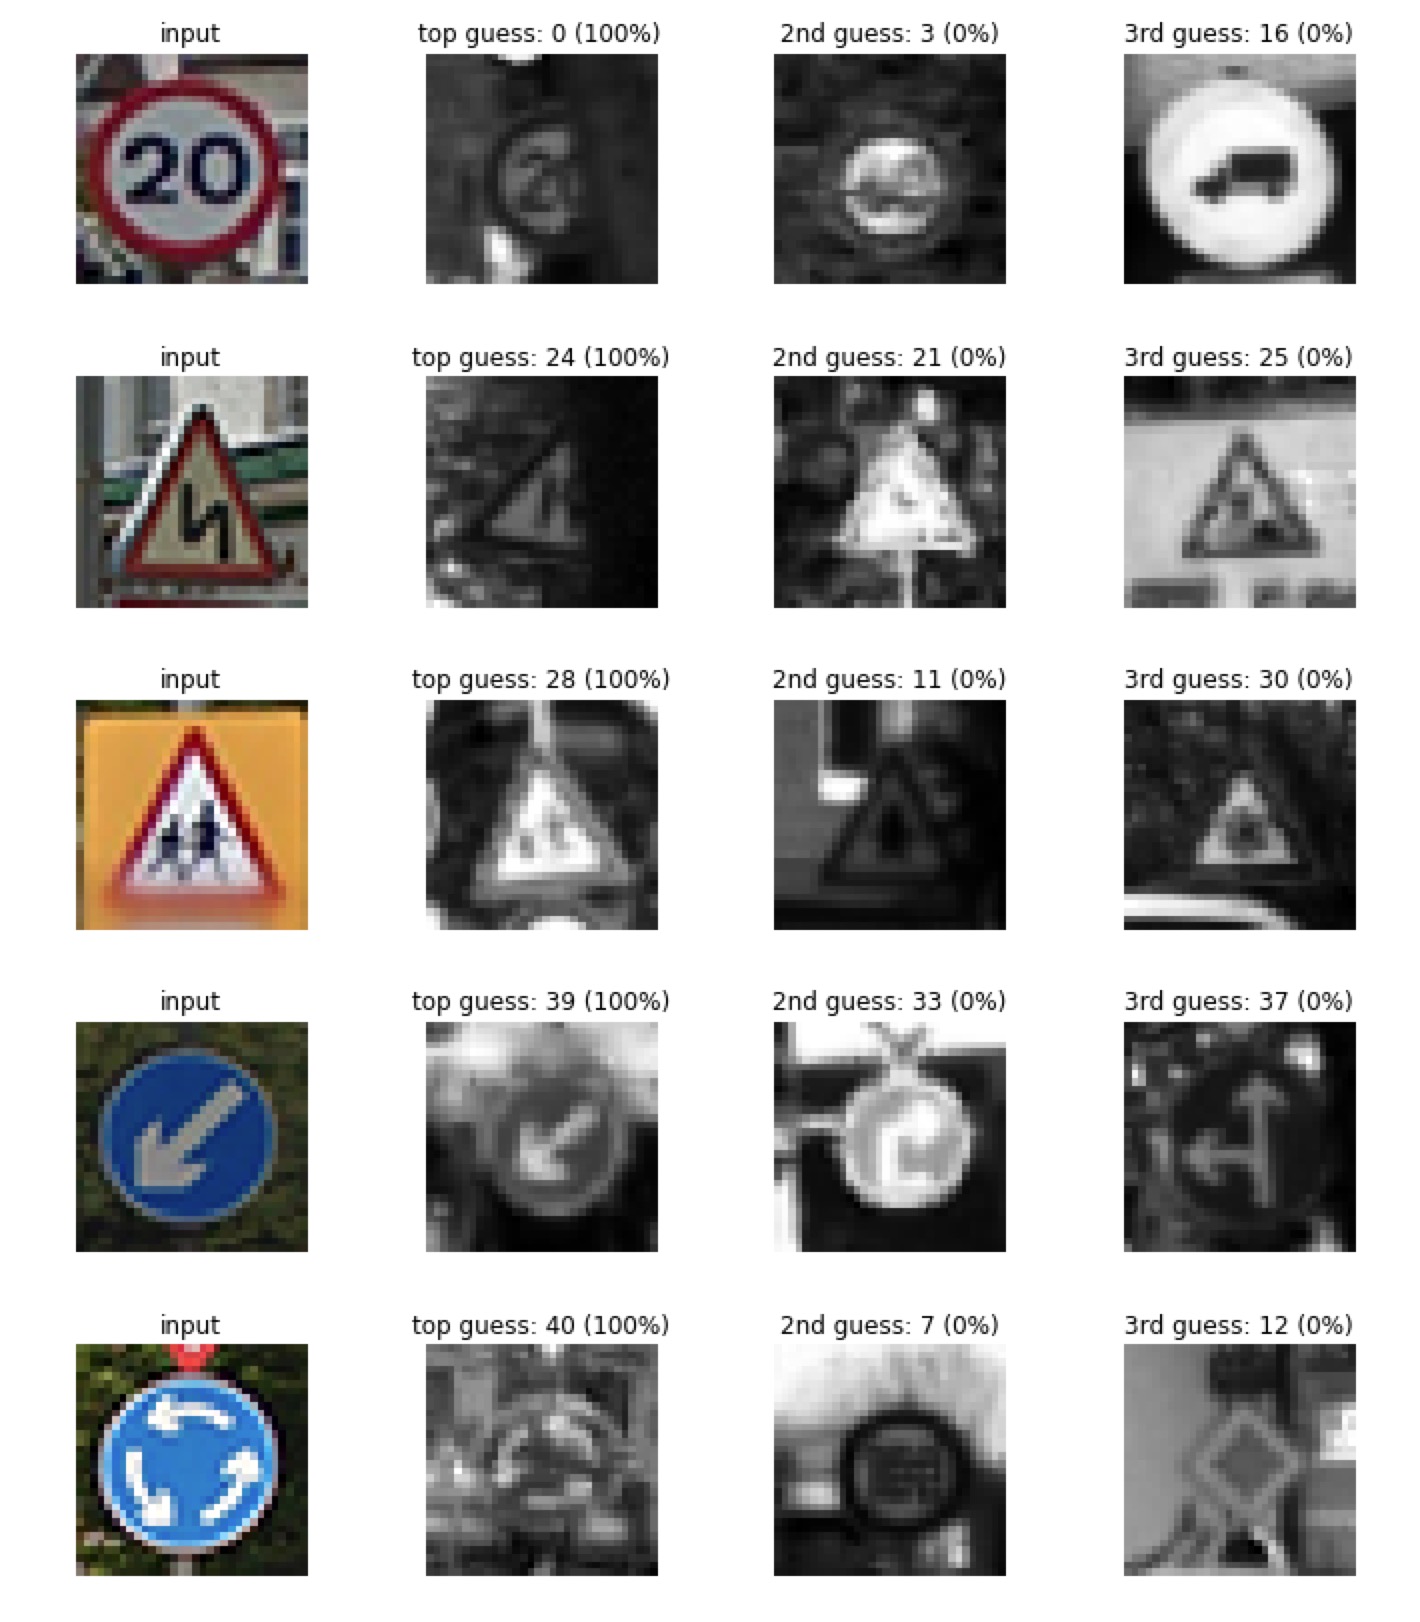 input
top guess: 0 (100%)
2nd guess: 3 (0%)
3rd guess: 16 (0%)
20
input
top guess: 24 (100%)
2nd guess: 21 (0%)
3rd guess: 25 (0%)
input
top guess: 28 (100%)
2nd guess: 11 (0%)
3rd guess: 30 (0%)
input
top guess: 39 (100%)
2nd guess: 33 (0%)
3rd guess: 37 (0%)
input
top guess: 40 (100%)
2nd guess: 7 (0%)
3rd guess: 12 (0%)